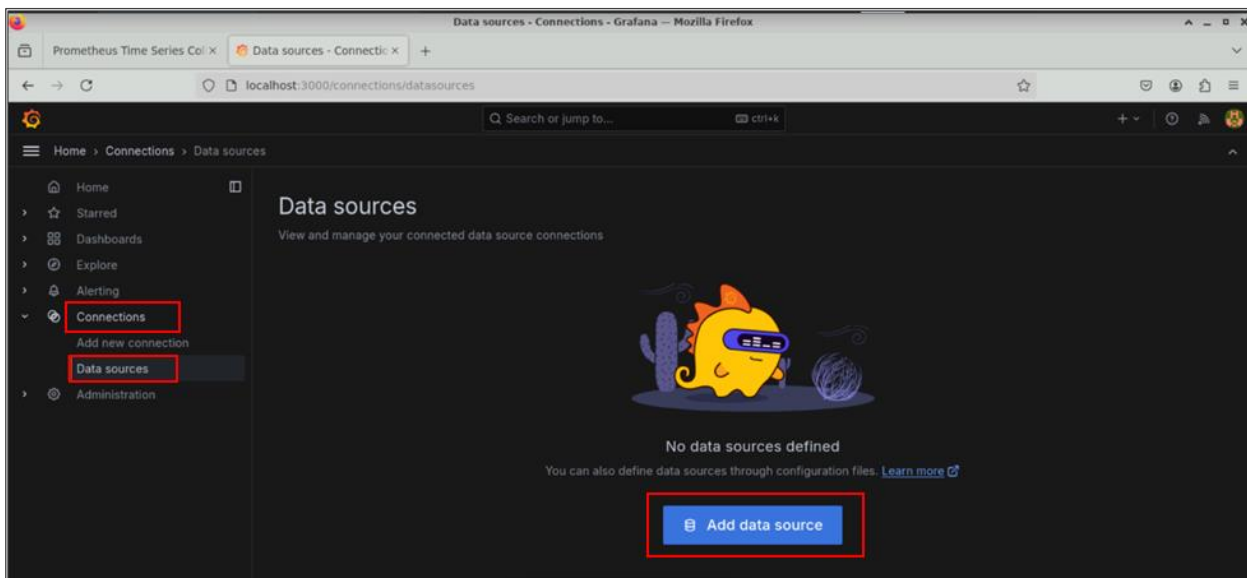 Data sources - Connections - Grafana — Mozilla Firefox
Prometheus Time Series Col
Data sources - Connectic
localhost:3000/connections/datasources
Search or jump to...
ctrl+k
Home › Connections › Data sources
Home
Starred
Dashboards
Explore
Alerting
Connections
Add new connection
Data sources
Administration
Data sources
View and manage your connected data source connections
No data sources defined
You can also define data sources through configuration files. Learn more
Add data source